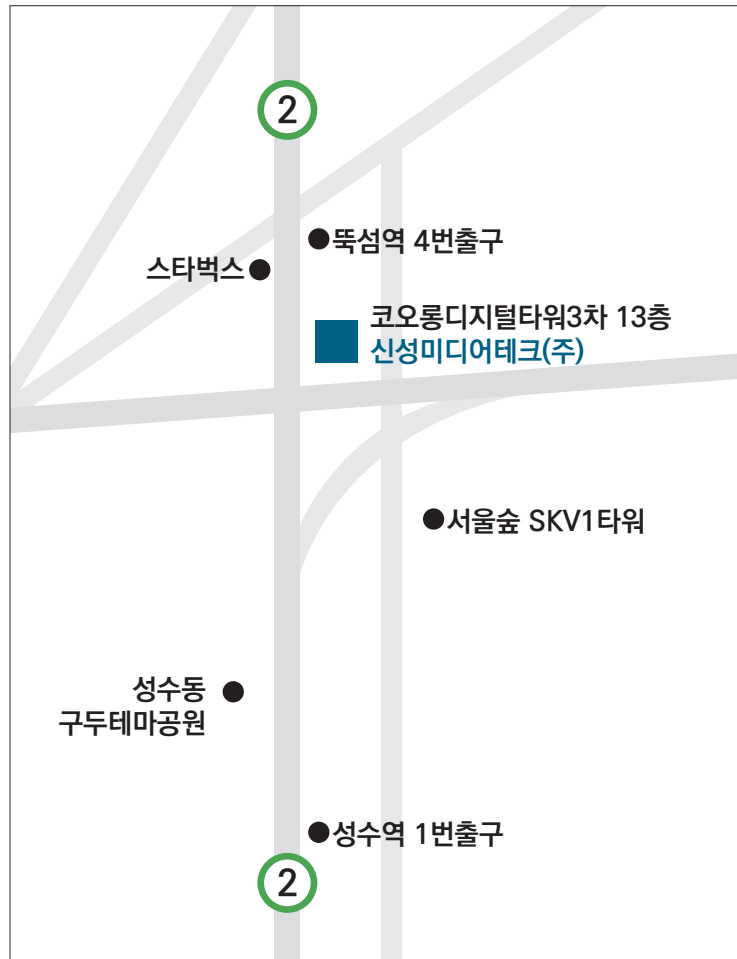 2
뚝섬역 4번출구
스타벅스
코오롱디지털타워3차 13층
신성미디어테크(주)
서울숲 SKV1타워
성수동
구두테마공원
성수역 1번출구
2